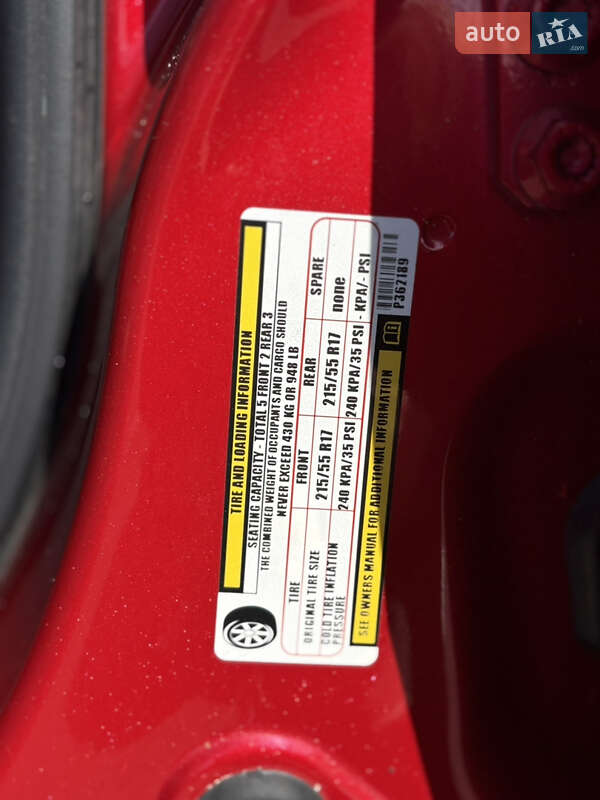 auto RIA
.com
TIRE AND LOADING INFORMATION
SEATING CAPACITY - TOTAL 5 FRONT 2 REAR 3
THE COMBINED WEIGHT OF OCCUPANTS AND CARGO SHOULD
NEVER EXCEED 430 KG OR 948 LB
TIRE FRONT REAR SPARE
ORIGINAL TIRE SIZE 215/55 R17 215/55 R17 none
COLD TIRE INFLATION
PRESSURE 240 KPA/35 PSI 240 KPA/35 PSI - KPA/- PSI
SEE OWNERS MANUAL FOR ADDITIONAL INFORMATION
P362189